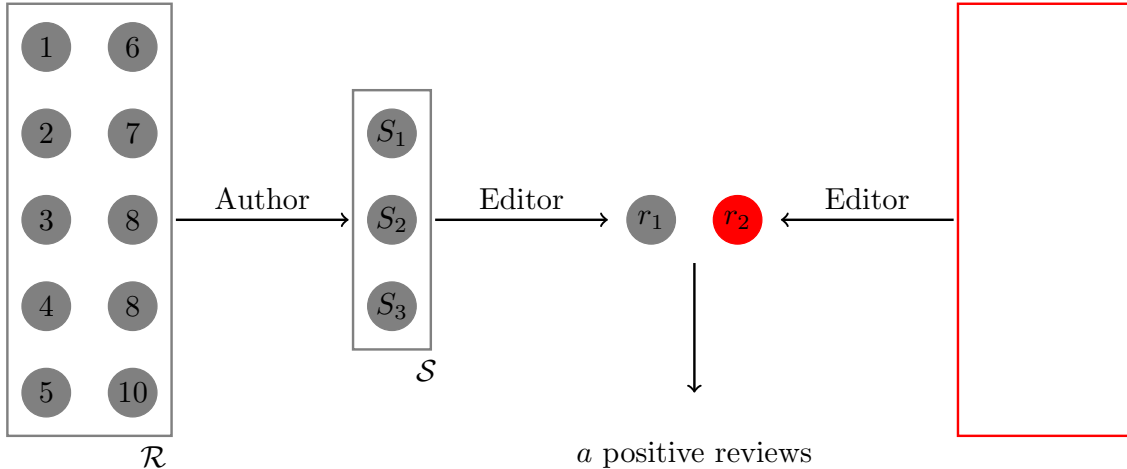 1 6
2 7
3 8
4 8
5 10
R
Author
S₁
S₂
S₃
S
Editor
r₁ r₂
Editor
a positive reviews